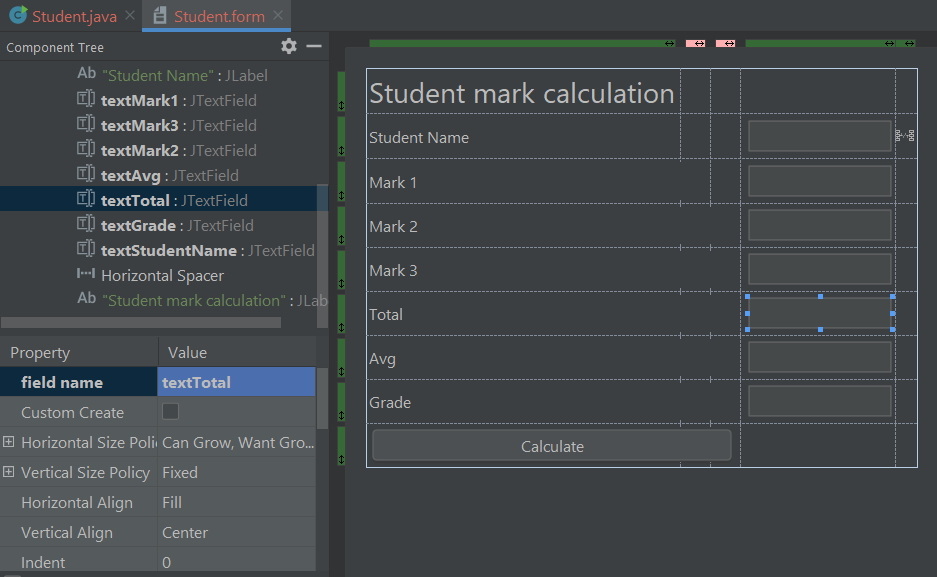 Student.java
Student.form
Component Tree
Ab "Student Name" : JLabel
textMark1 : JTextField
textMark3 : JTextField
textMark2 : JTextField
textAvg : JTextField
textTotal : JTextField
textGrade : JTextField
textStudentName : JTextField
Horizontal Spacer
Ab "Student mark calculation" : JLab
Property Value
field name textTotal
Custom Create
Horizontal Size Poli Can Grow, Want Gro...
Vertical Size Policy Fixed
Horizontal Align Fill
Vertical Align Center
Indent 0
Student mark calculation
Student Name
Mark 1
Mark 2
Mark 3
Total
Avg
Grade
Calculate